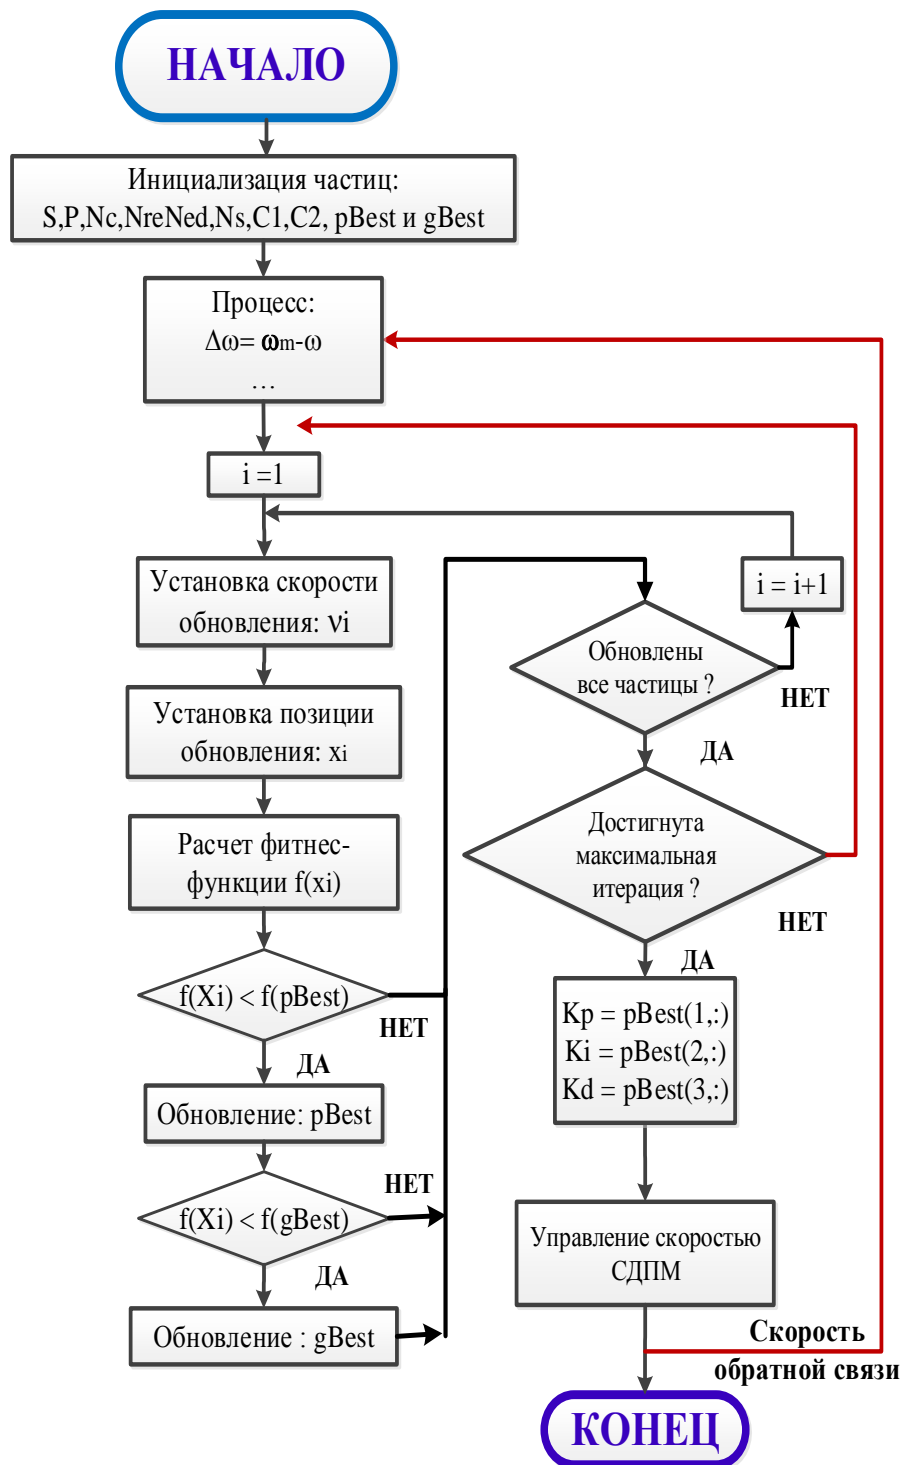 НАЧАЛО
Инициализация частиц:
S,P,Nc,NreNed,Ns,C1,C2, pBest и gBest
Процесс:
Δω= ωm-ω
...
i =1
Установка скорости
обновления: vi
Установка позиции
обновления: xi
Расчет фитнес-
функции f(xi)
f(Xi) < f(pBest)
НЕТ
ДА
Обновление: pBest
f(Xi) < f(gBest)
НЕТ
ДА
Обновление : gBest
i = i+1
Обновлены
все частицы ?
НЕТ
ДА
Достигнута
максимальная
итерация ?
НЕТ
ДА
Kp = pBest(1,:)
Ki = pBest(2,:)
Kd = pBest(3,:)
Управление скоростью
СДПМ
Скорость
обратной связи
КОНЕЦ